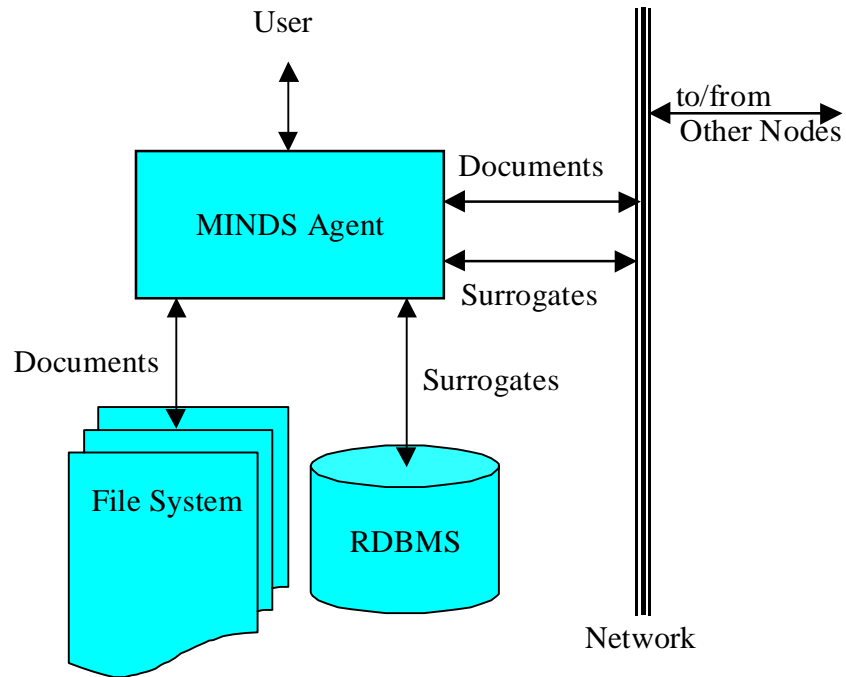 User
to/from
Other Nodes
Documents
MINDS Agent
Surrogates
Documents
Surrogates
File System
RDBMS
Network